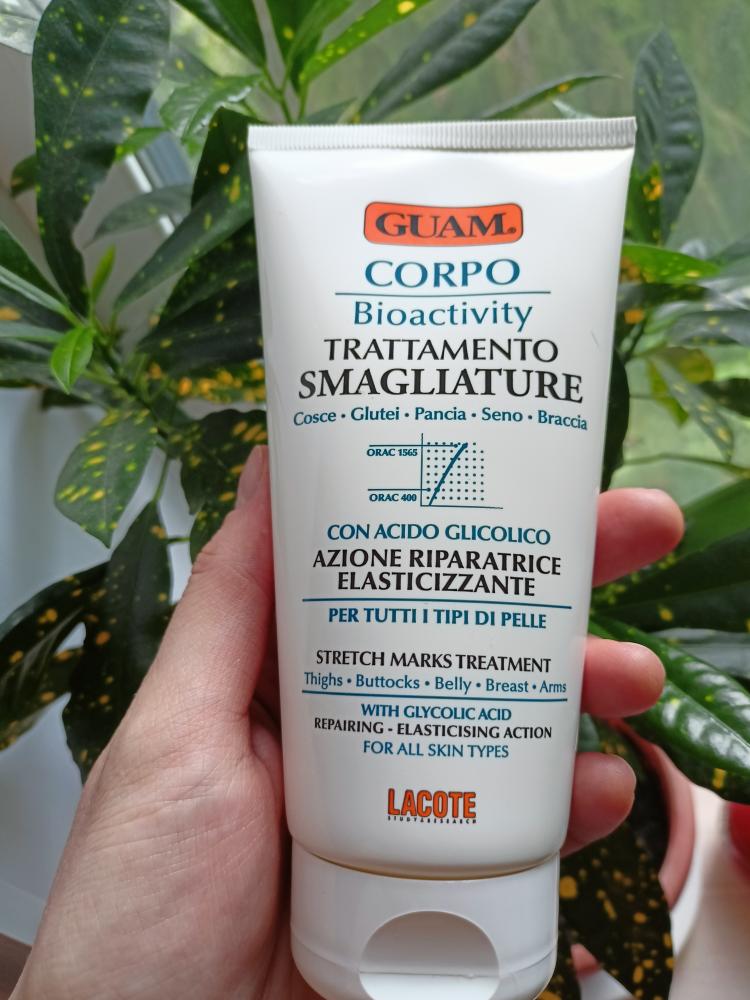 GUAM.
CORPO
Bioactivity
TRATTAMENTO
SMAGLIATURE
Cosce • Glutei • Pancia • Seno • Braccia
ORAC 1565
ORAC 400
CON ACIDO GLICOLICO
AZIONE RIPARATRICE
ELASTICIZZANTE
PER TUTTI I TIPI DI PELLE
STRETCH MARKS TREATMENT
Thighs • Buttocks • Belly • Breast • Arms
WITH GLYCOLIC ACID
REPAIRING - ELASTICISING ACTION
FOR ALL SKIN TYPES
LACOTE
STUDY&RESEARCH